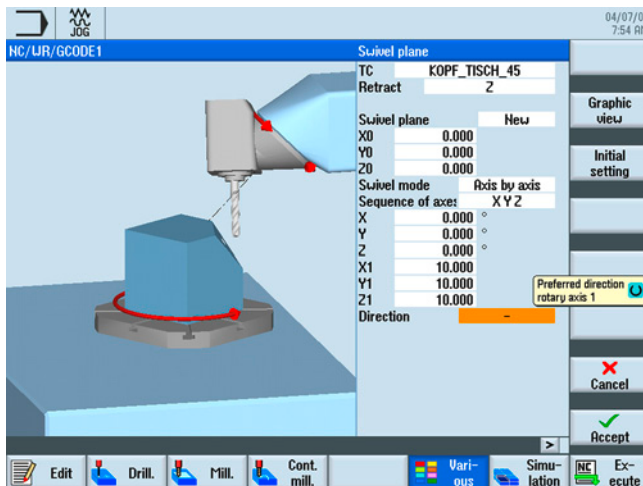 JOG
04/07/0
7:54 A
NC/WR/GCODE1
Swivel plane
TC KOPF_TISCH_45
Retract Z
Swivel plane New
X0 0.000
Y0 0.000
Z0 0.000
Swivel mode Axis by axis
Sequence of axes X Y Z
X 0.000 °
Y 0.000 °
Z 0.000 °
X1 10.000
Y1 10.000
Z1 10.000
Direction -
Preferred direction
rotary axis 1
Graphic
view
Initial
setting
Cancel
Accept
>
Edit
Drill.
Mill.
Cont.
mill.
Vari-
ous
Simu-
lation
NC
Ex-
ecute